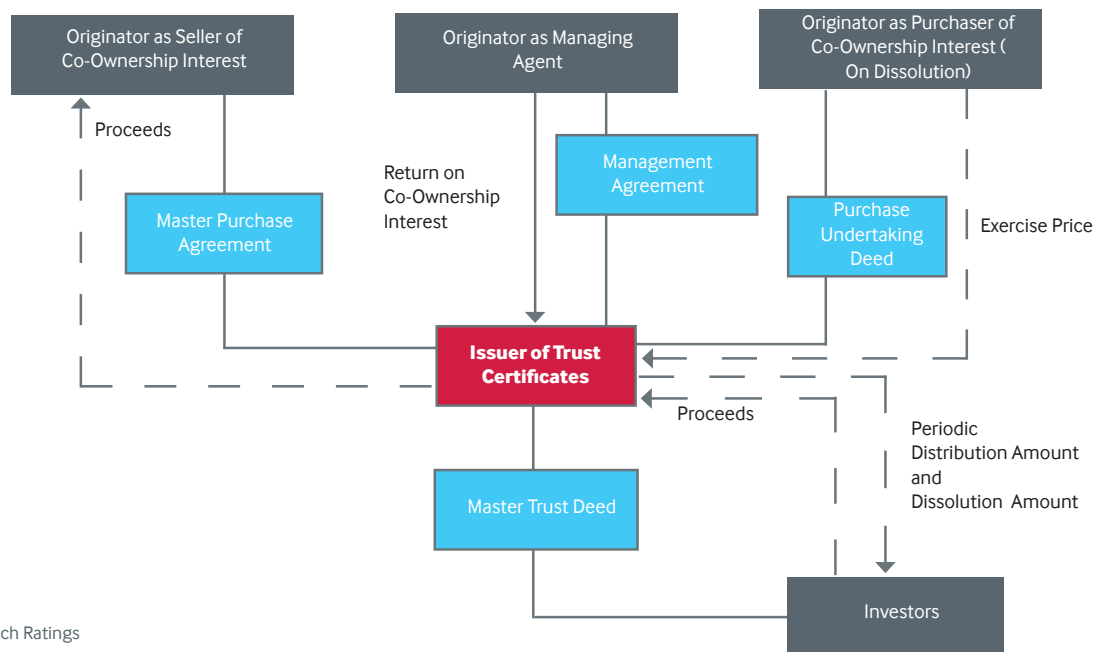 Originator as Seller of
Co-Ownership Interest
Originator as Managing
Agent
Originator as Purchaser of
Co-Ownership Interest (
On Dissolution)
Proceeds
Return on
Co-Ownership
Interest
Management
Agreement
Master Purchase
Agreement
Purchase
Undertaking
Deed
Exercise Price
Issuer of Trust
Certificates
Proceeds
Periodic
Distribution Amount
and
Dissolution Amount
Master Trust Deed
Investors
ch Ratings